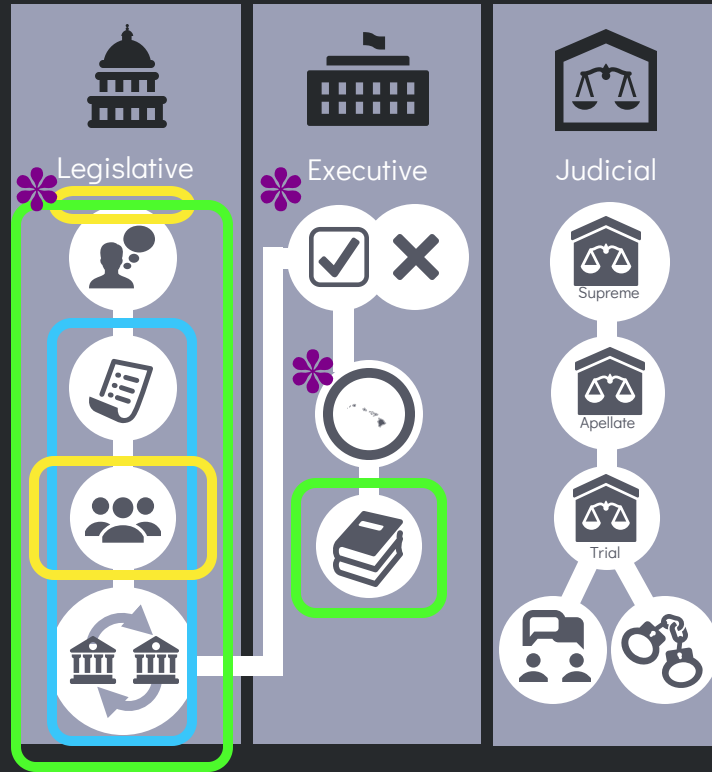 Legislative
Executive
Judicial
Supreme
Apellate
Trial